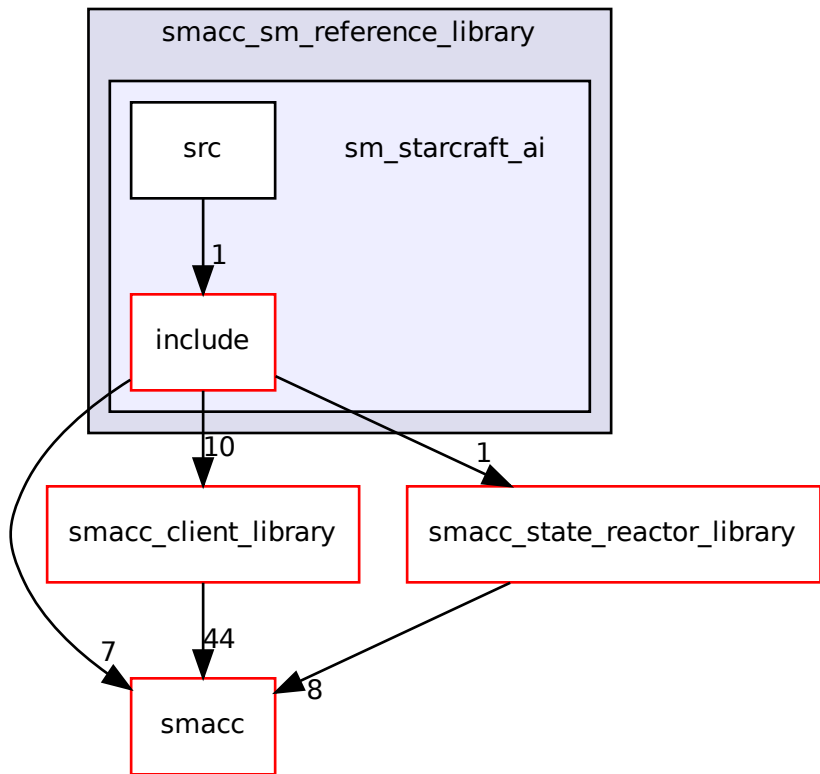 smacc_sm_reference_library
src
sm_starcraft_ai
1
include
10
1
smacc_client_library
smacc_state_reactor_library
7
44
8
smacc